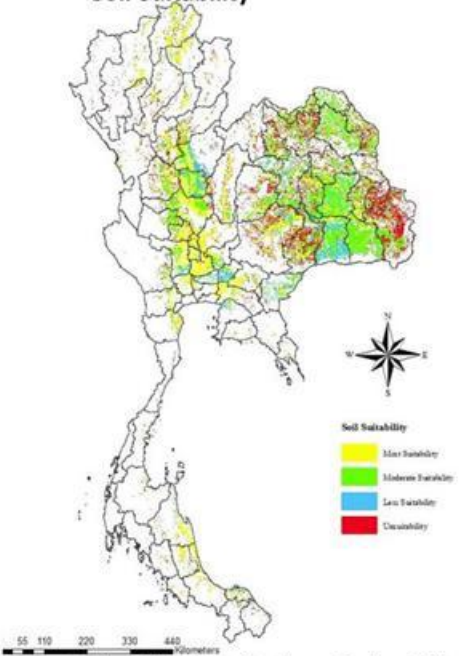 Soil Suitability
N
W E
S
Soil Suitability
Most Suitability
Moderate Suitability
Less Suitability
Unsuitability
55 110 220 330 440
Kilometers